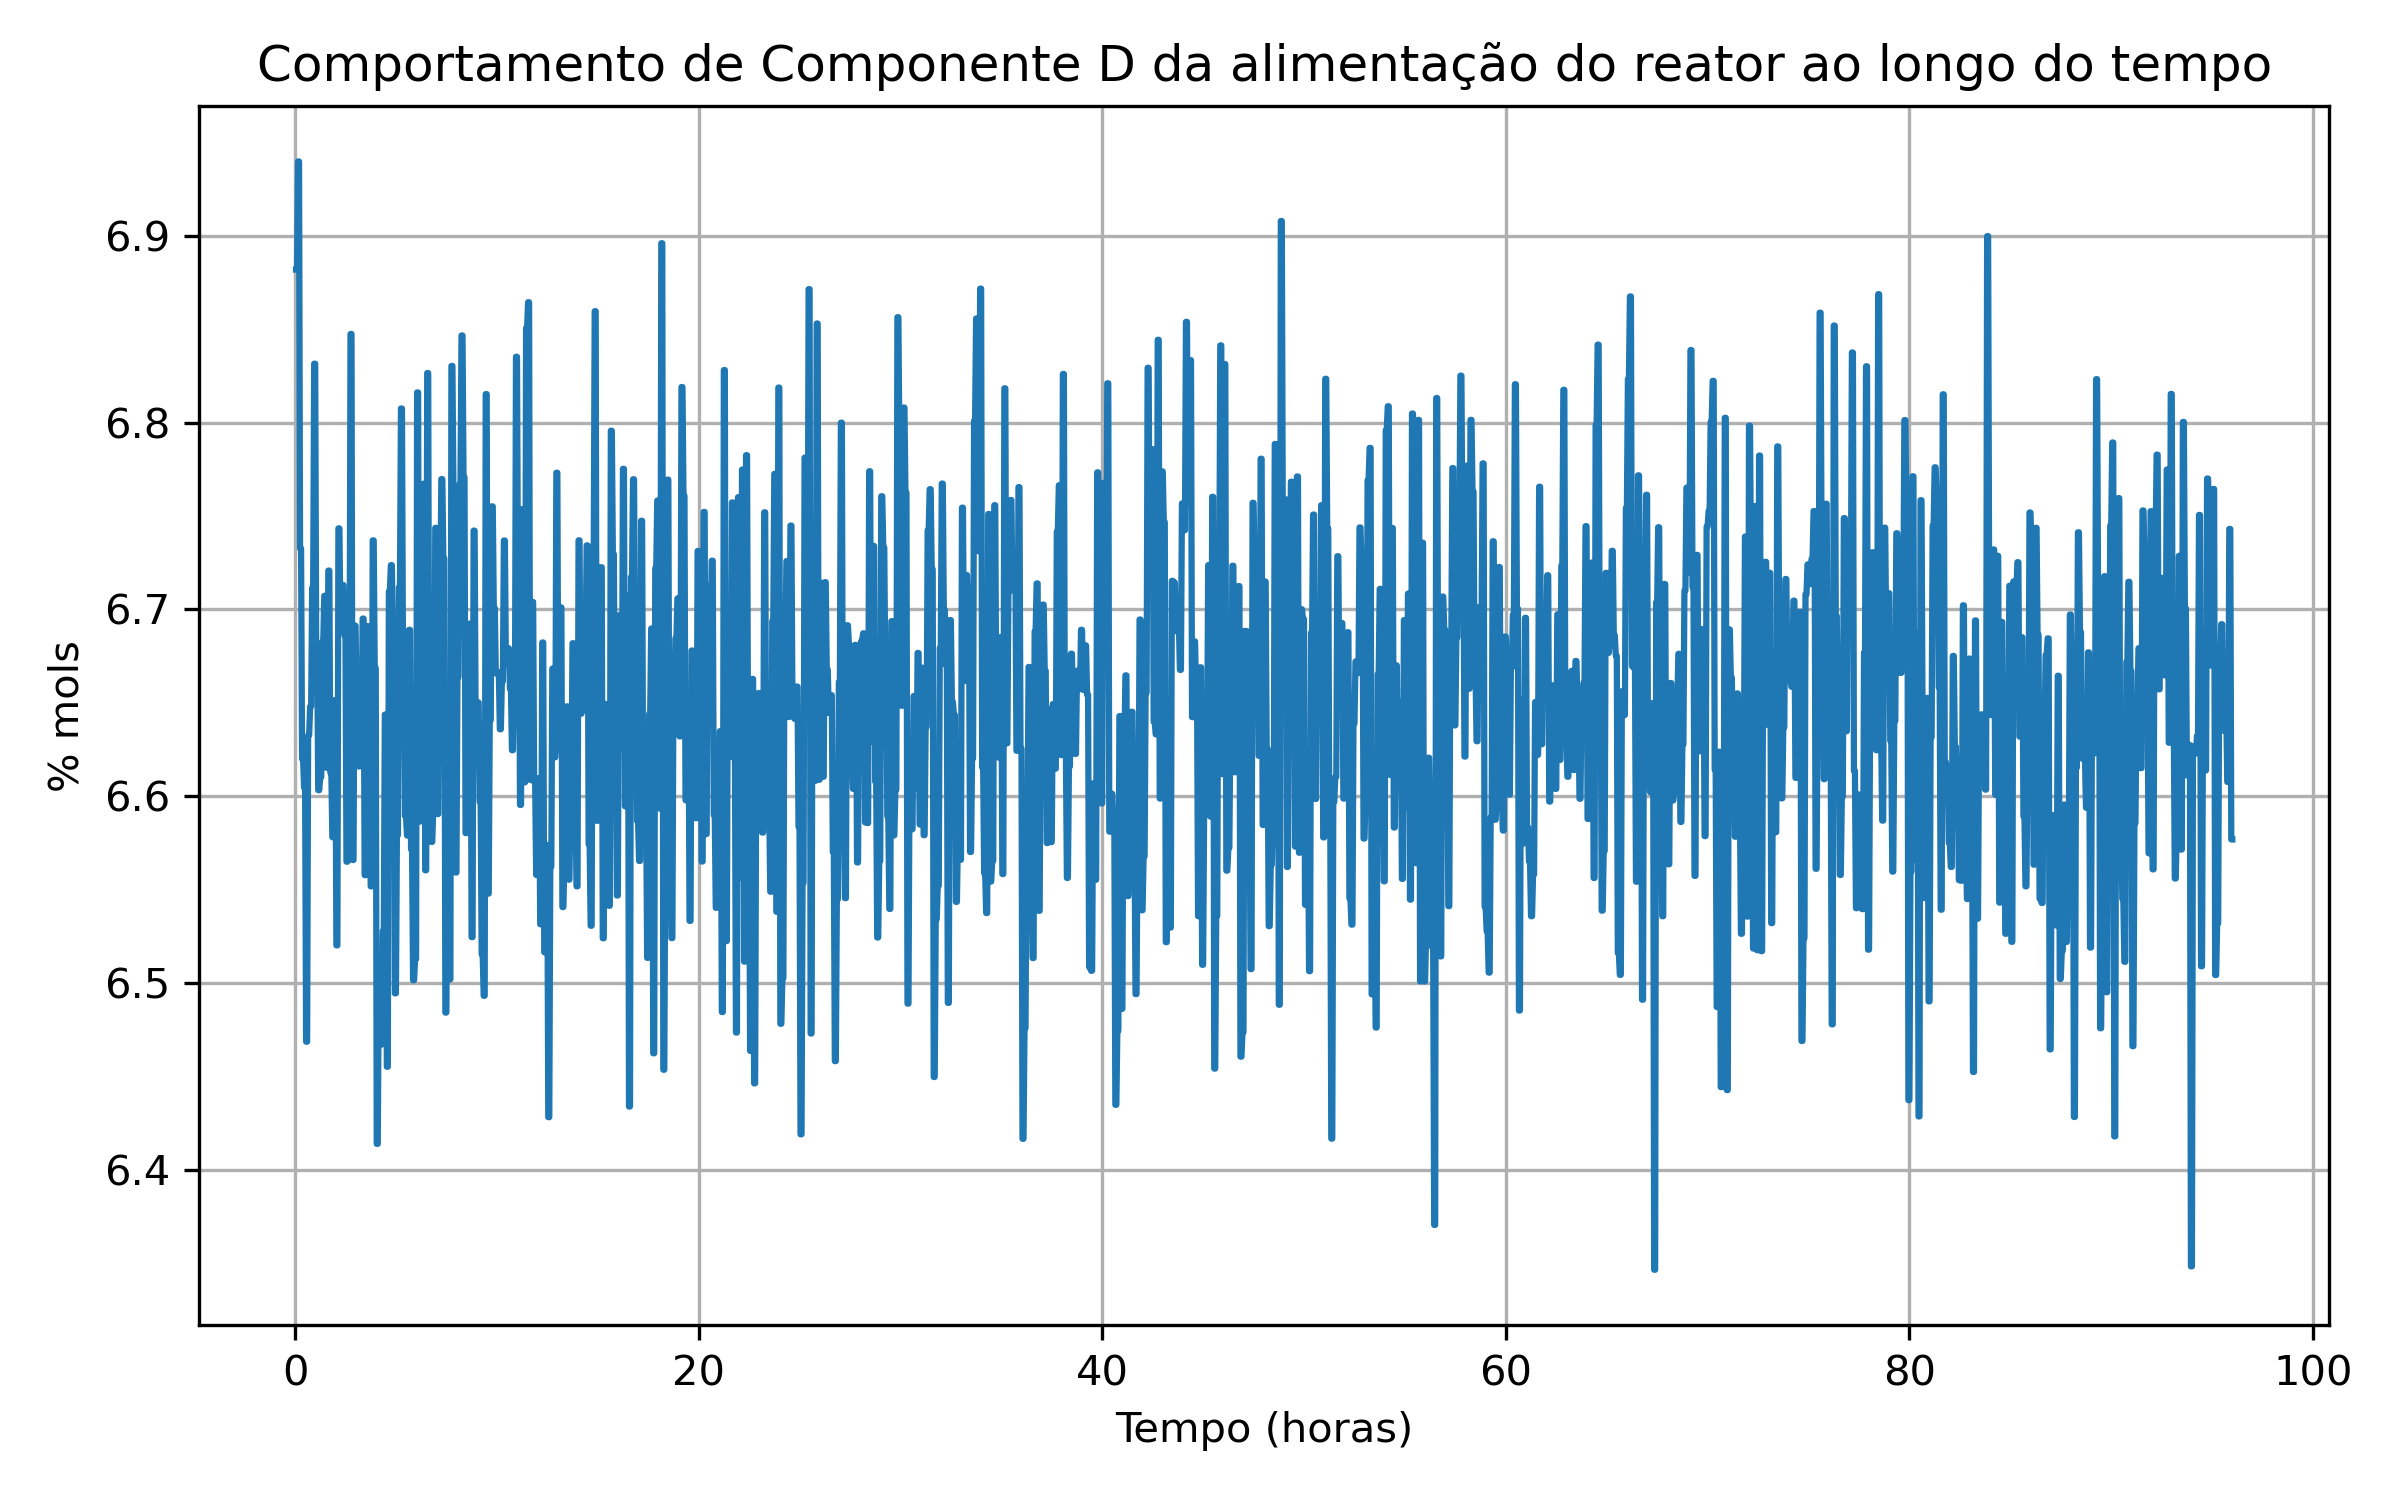 Comportamento de Componente D da alimentação do reator ao longo do tempo
% mols
6.9
6.8
6.7
6.6
6.5
6.4
0 20 40 60 80 100
Tempo (horas)